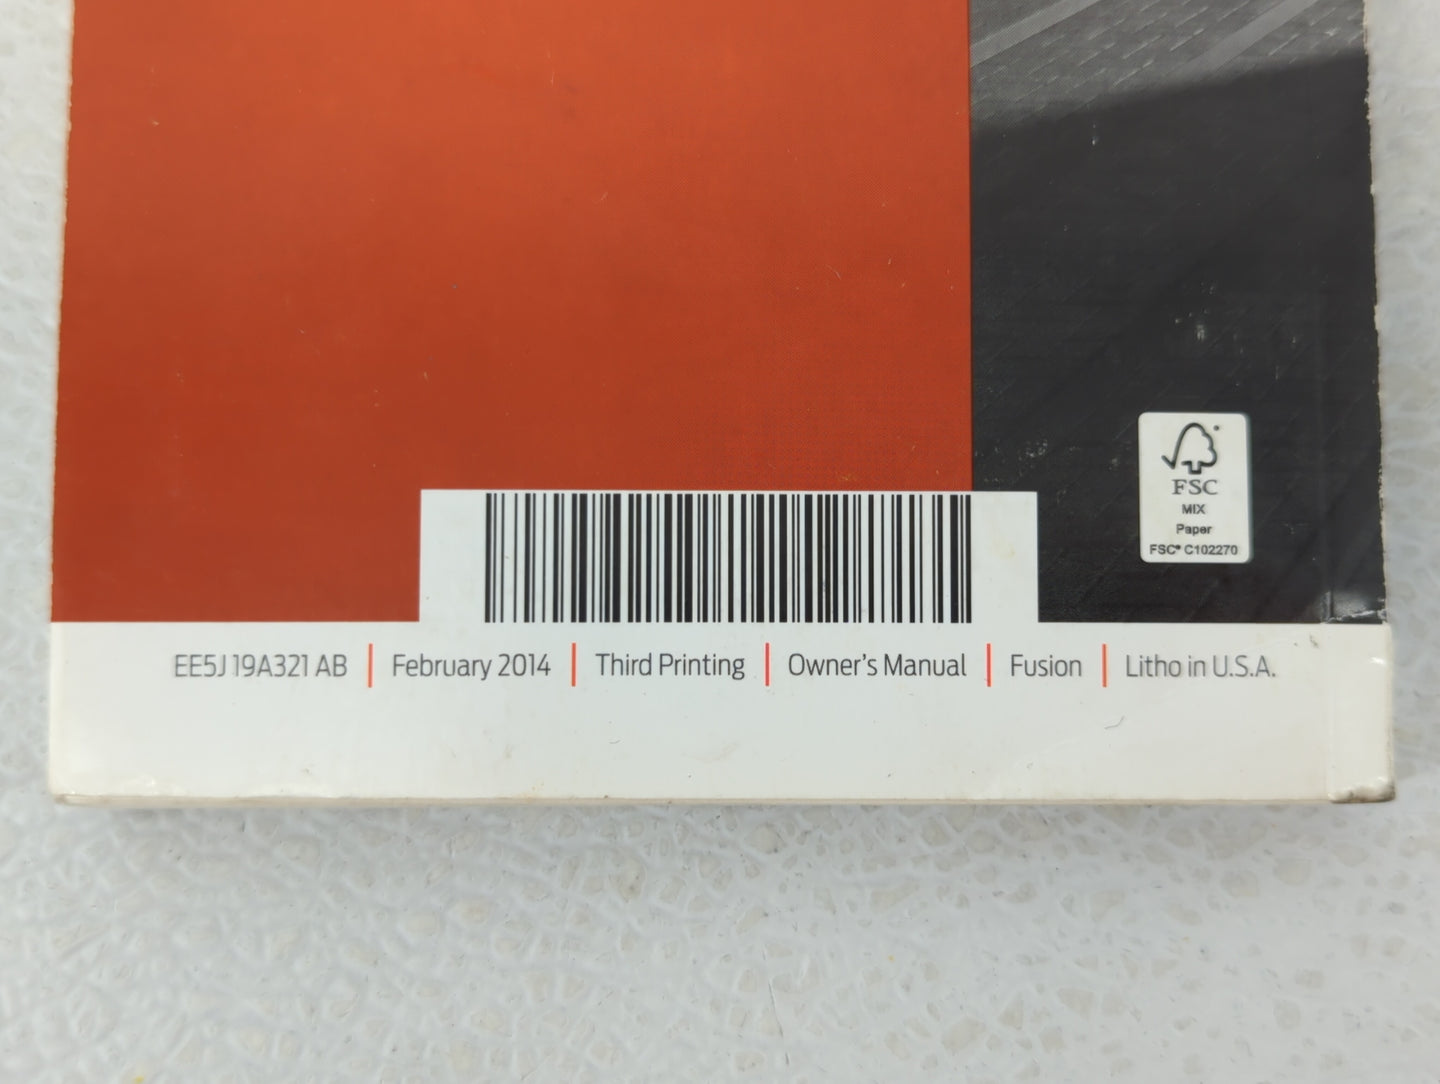 FSC
MIX
Paper
FSC® C102270
EE5J 19A321 AB | February 2014 | Third Printing | Owner's Manual | Fusion | Litho in U.S.A.